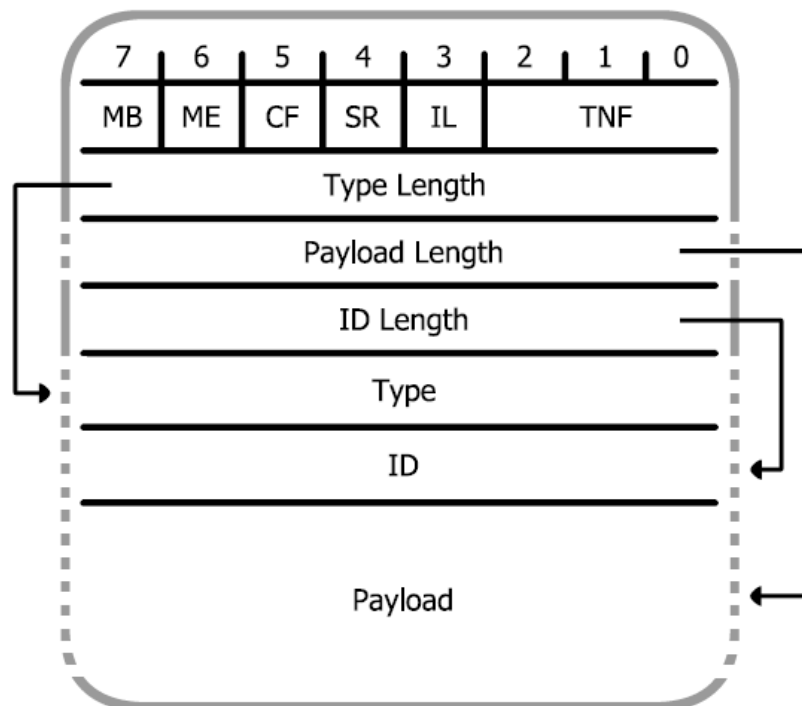 7 6 5 4 3 2 1 0
MB ME CF SR IL TNF
Type Length
Payload Length
ID Length
Type
ID
Payload